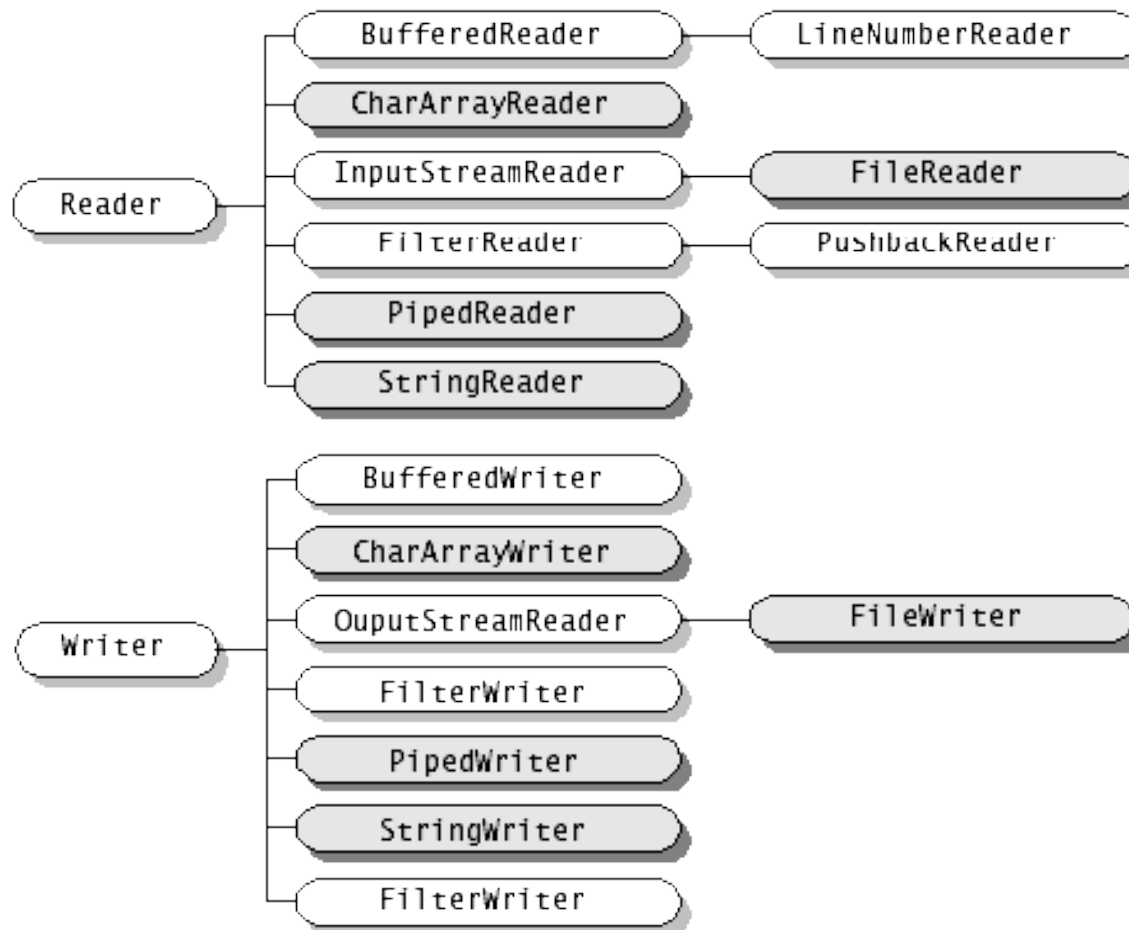 BufferedReader LineNumberReader
CharArrayReader
InputStreamReader FileReader
Reader
FilterReader PushbackReader
PipedReader
StringReader
BufferedWriter
CharArrayWriter
OuputStreamReader FileWriter
Writer
FilterWriter
PipedWriter
StringWriter
FilterWriter